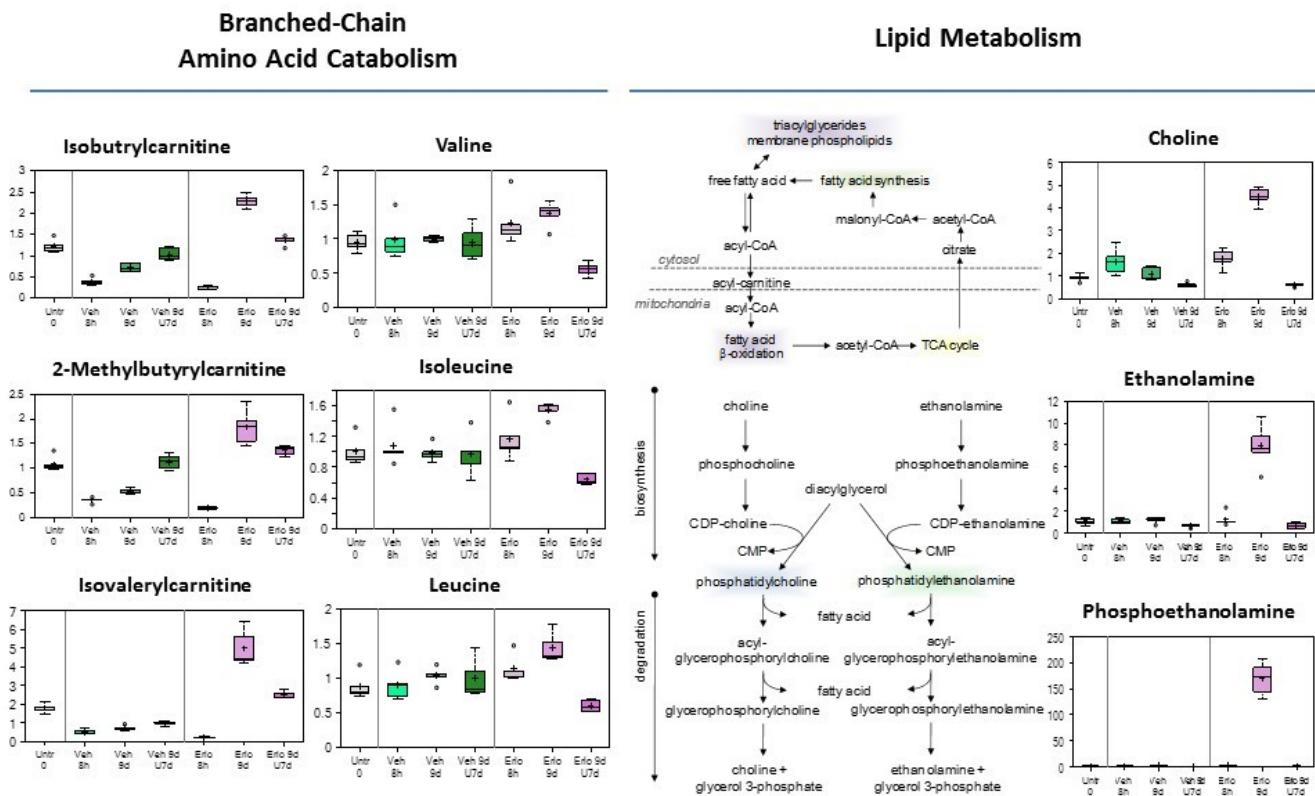 Branched-Chain
Amino Acid Catabolism
Lipid Metabolism
Isobutrylcarnitine
3
2.5
2
1.5
1
0.5
0
Untr 0
Veh 8h
Veh 9d
Veh 9d U7d
Erlo 8h
Erlo 9d
Erlo 9d U7d
Valine
2
1.5
1
0.5
0
Untr 0
Veh 8h
Veh 9d
Veh 9d U7d
Erlo 8h
Erlo 9d
Erlo 9d U7d
2-Methylbutyrylcarnitine
2.5
2
1.5
1
0.5
0
Untr 0
Veh 8h
Veh 9d
Veh 9d U7d
Erlo 8h
Erlo 9d
Erlo 9d U7d
Isoleucine
1.6
1.2
0.8
0.4
0
Untr 0
Veh 8h
Veh 9d
Veh 9d U7d
Erlo 8h
Erlo 9d
Erlo 9d U7d
Isovalerylcarnitine
7
6
5
4
3
2
1
0
Untr 0
Veh 8h
Veh 9d
Veh 9d U7d
Erlo 8h
Erlo 9d
Erlo 9d U7d
Leucine
2
1.5
1
0.5
0
Untr 0
Veh 8h
Veh 9d
Veh 9d U7d
Erlo 8h
Erlo 9d
Erlo 9d U7d
triacylglycerides
membrane phospholipids
free fatty acid
fatty acid synthesis
malonyl-CoA
acetyl-CoA
acyl-CoA
citrate
cytosol
acyl-carnitine
mitochondria
acyl-CoA
fatty acid
β-oxidation
acetyl-CoA
TCA cycle
biosynthesis
choline
ethanolamine
phosphocholine
phosphoethanolamine
diacylglycerol
CDP-choline
CDP-ethanolamine
CMP
CMP
phosphatidylcholine
phosphatidylethanolamine
degradation
fatty acid
acyl-
glycerophosphorylcholine
acyl-
glycerophosphorylethanolamine
fatty acid
glycerophosphorylcholine
glycerophosphorylethanolamine
choline +
glycerol 3-phosphate
ethanolamine +
glycerol 3-phosphate
Choline
6
5
4
3
2
1
0
Untr 0
Veh 8h
Veh 9d
Veh 9d U7d
Erlo 8h
Erlo 9d
Erlo 9d U7d
Ethanolamine
12
10
8
6
4
2
0
Untr 0
Veh 8h
Veh 9d
Veh 9d U7d
Erlo 8h
Erlo 9d
Erlo 9d U7d
Phosphoethanolamine
250
200
150
100
50
0
Untr 0
Veh 8h
Veh 9d
Veh 9d U7d
Erlo 8h
Erlo 9d
Erlo 9d U7d